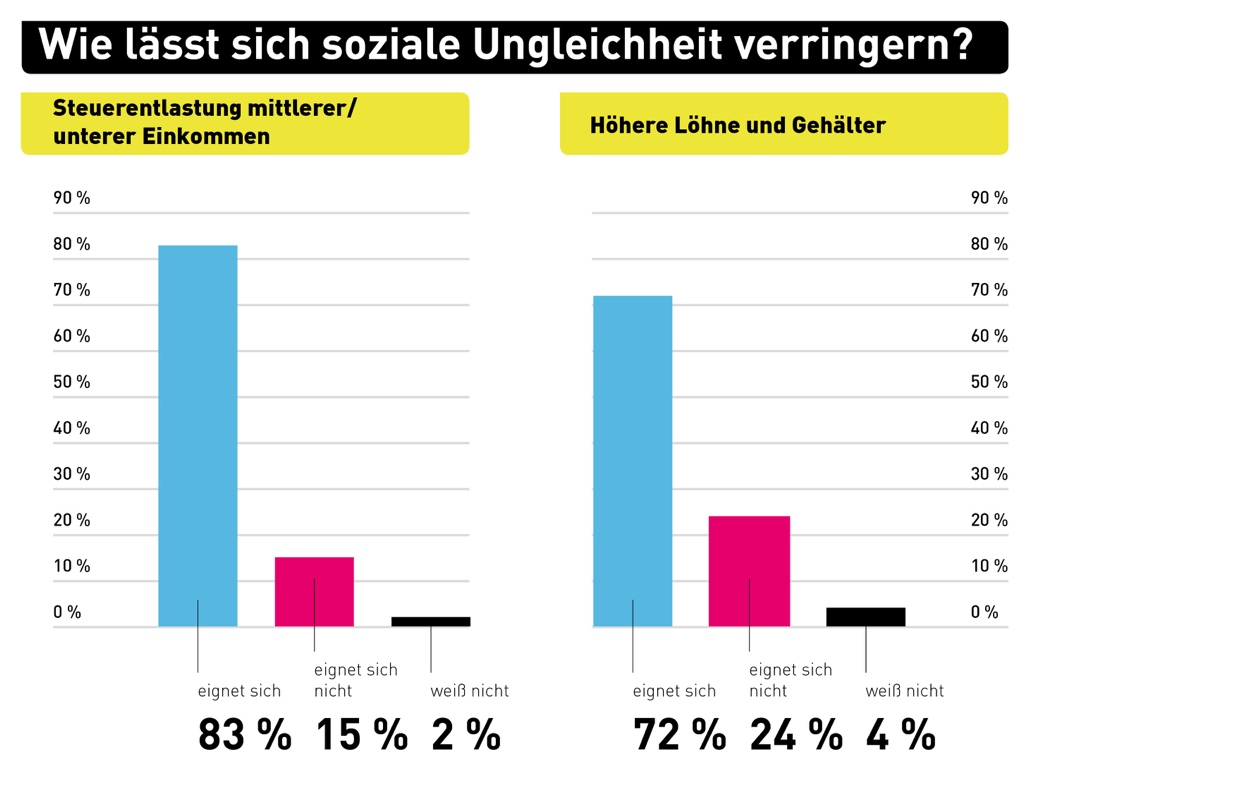 Wie lässt sich soziale Ungleichheit verringern?
Steuerentlastung mittlerer/
unterer Einkommen
90 %
80 %
70 %
60 %
50 %
40 %
30 %
20 %
10 %
0 %
eignet sich
eignet sich
nicht
weiß nicht
83 % 15 % 2 %
Höhere Löhne und Gehälter
90 %
80 %
70 %
60 %
50 %
40 %
30 %
20 %
10 %
0 %
eignet sich
eignet sich
nicht
weiß nicht
72 % 24 % 4 %